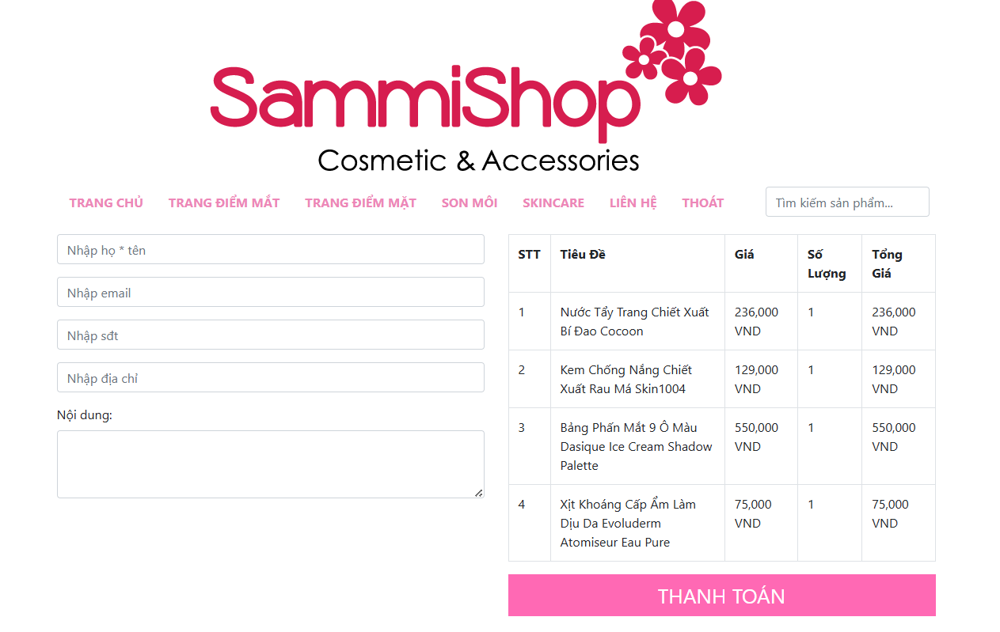 SammiShop
Cosmetic & Accessories
TRANG CHỦ TRANG ĐIỂM MẮT TRANG ĐIỂM MẶT SON MÔI SKINCARE LIÊN HỆ THOÁT Tìm kiếm sản phẩm...
Nhập họ * tên
Nhập email
Nhập sđt
Nhập địa chỉ
Nội dung:
STT Tiêu Đề Giá Số Lượng Tổng Giá
1 Nước Tẩy Trang Chiết Xuất Bí Đao Cocoon 236,000 VND 1 236,000 VND
2 Kem Chống Nắng Chiết Xuất Rau Má Skin1004 129,000 VND 1 129,000 VND
3 Bảng Phấn Mắt 9 Ô Màu Dasique Ice Cream Shadow Palette 550,000 VND 1 550,000 VND
4 Xịt Khoáng Cấp Ẩm Làm Dịu Da Evoluderm Atomiseur Eau Pure 75,000 VND 1 75,000 VND
THANH TOÁN